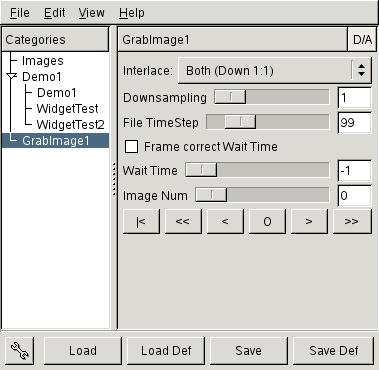 File Edit View Help
Categories
Images
Demo1
Demo1
WidgetTest
WidgetTest2
GrabImage1
GrabImage1 D/A
Interlace: Both (Down 1:1)
Downsampling 1
File TimeStep 99
Frame correct Wait Time
Wait Time -1
Image Num 0
|< << < 0 > >>
Load Load Def Save Save Def